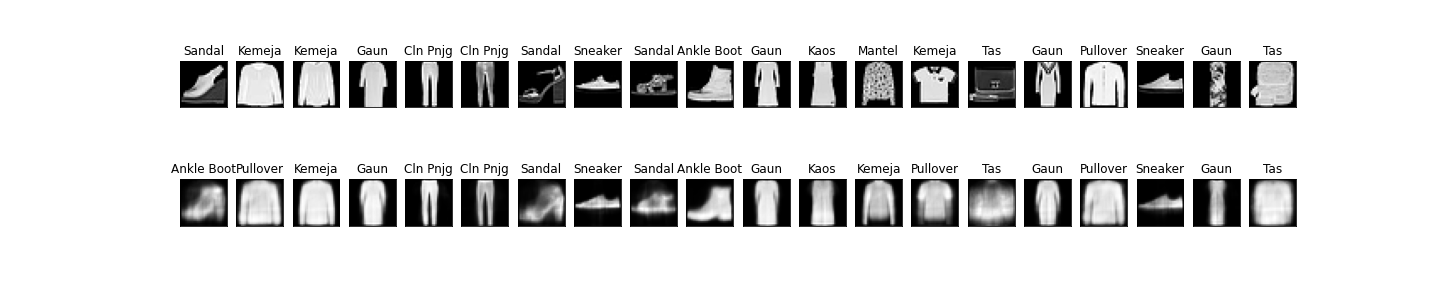 Sandal Kemeja Kemeja Gaun Cln Pnjg Cln Pnjg Sandal Sneaker Sandal Ankle Boot Gaun Kaos Mantel Kemeja Tas Gaun Pullover Sneaker Gaun Tas
Ankle Boot Pullover Kemeja Gaun Cln Pnjg Cln Pnjg Sandal Sneaker Sandal Ankle Boot Gaun Kaos Kemeja Pullover Tas Gaun Pullover Sneaker Gaun Tas